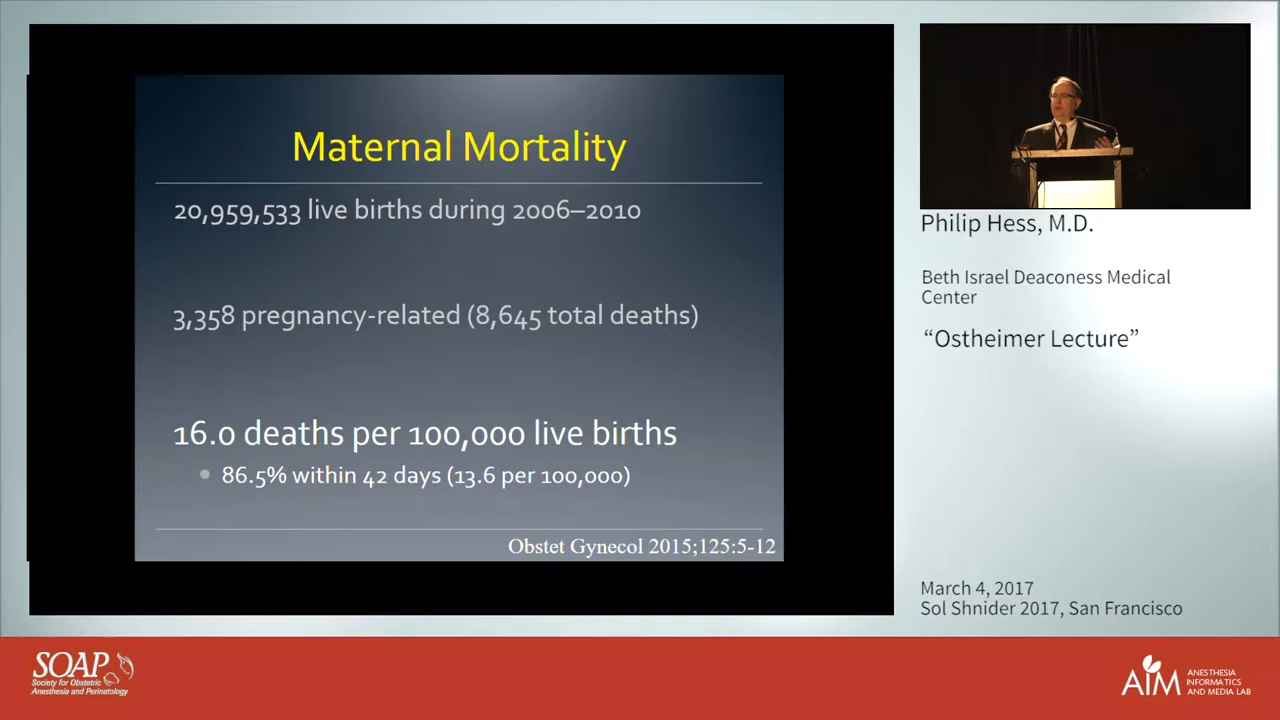 Maternal Mortality
20,959,533 live births during 2006–2010
3,358 pregnancy-related (8,645 total deaths)
16.0 deaths per 100,000 live births
86.5% within 42 days (13.6 per 100,000)
Obstet Gynecol 2015;125:5-12
Philip Hess, M.D.
Beth Israel Deaconess Medical
Center
“Ostheimer Lecture”
March 4, 2017
Sol Shnider 2017, San Francisco
SOAP
Society for Obstetric
Anesthesia and Perinatology
AIM
ANESTHESIA
INFORMATICS
AND MEDIA LAB